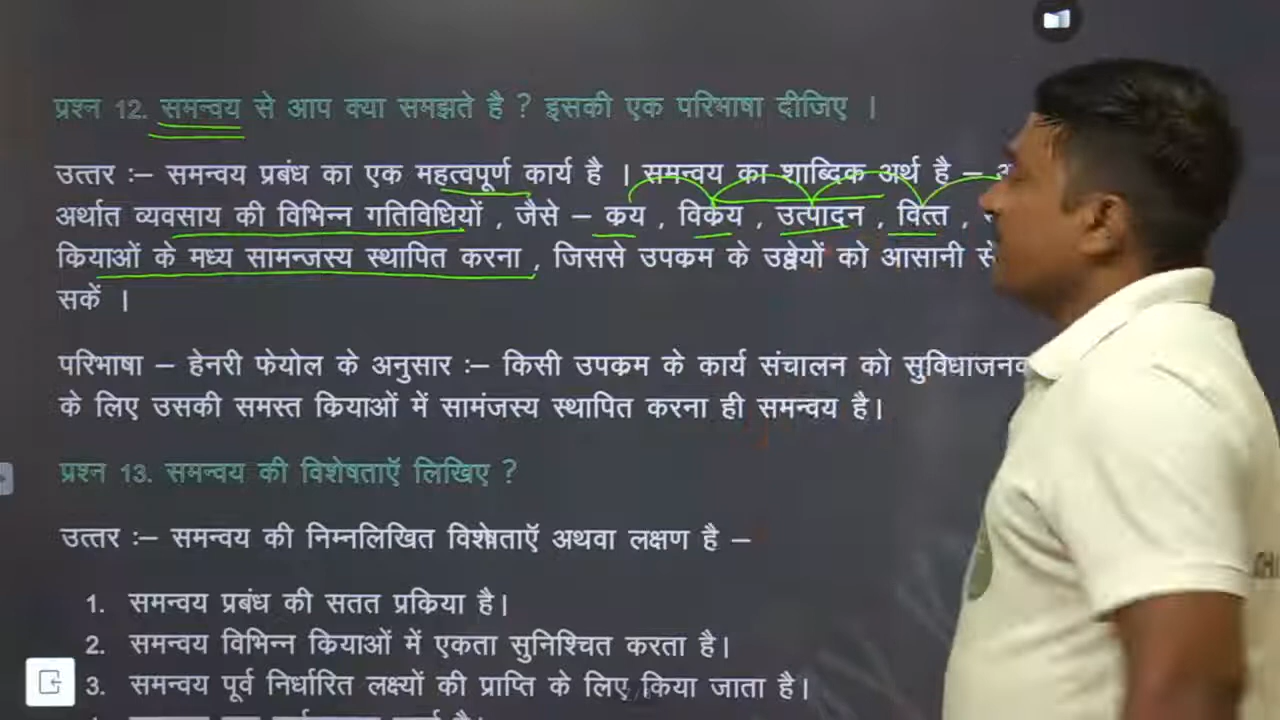 प्रश्न 12. समन्वय से आप क्या समझते है ? इसकी एक परिभाषा दीजिए ।
उत्तर :– समन्वय प्रबंध का एक महत्वपूर्ण कार्य है । समन्वय का शाब्दिक अर्थ है –
अर्थात व्यवसाय की विभिन्न गतिविधियों , जैसे – क्रय , विक्रय , उत्पादन , वित्त ,
क्रियाओं के मध्य सामन्जस्य स्थापित करना , जिससे उपक्रम के उद्देश्यों को आसानी से
सकें ।
परिभाषा – हेनरी फेयोल के अनुसार :– किसी उपक्रम के कार्य संचालन को
के लिए उसकी समस्त क्रियाओं में सामंजस्य स्थापित करना ही समन्वय है।
प्रश्न 13. समन्वय की विशेषताऍ लिखिए ?
उत्तर :– समन्वय की निम्नलिखित विशेषताऍ अथवा लक्षण है –
1. समन्वय प्रबंध की सतत प्रक्रिया है।
2. समन्वय विभिन्न क्रियाओं में एकता सुनिश्चित करता है।
3. समन्वय पूर्व निर्धारित लक्ष्यों की प्राप्ति के लिए किया जाता है।